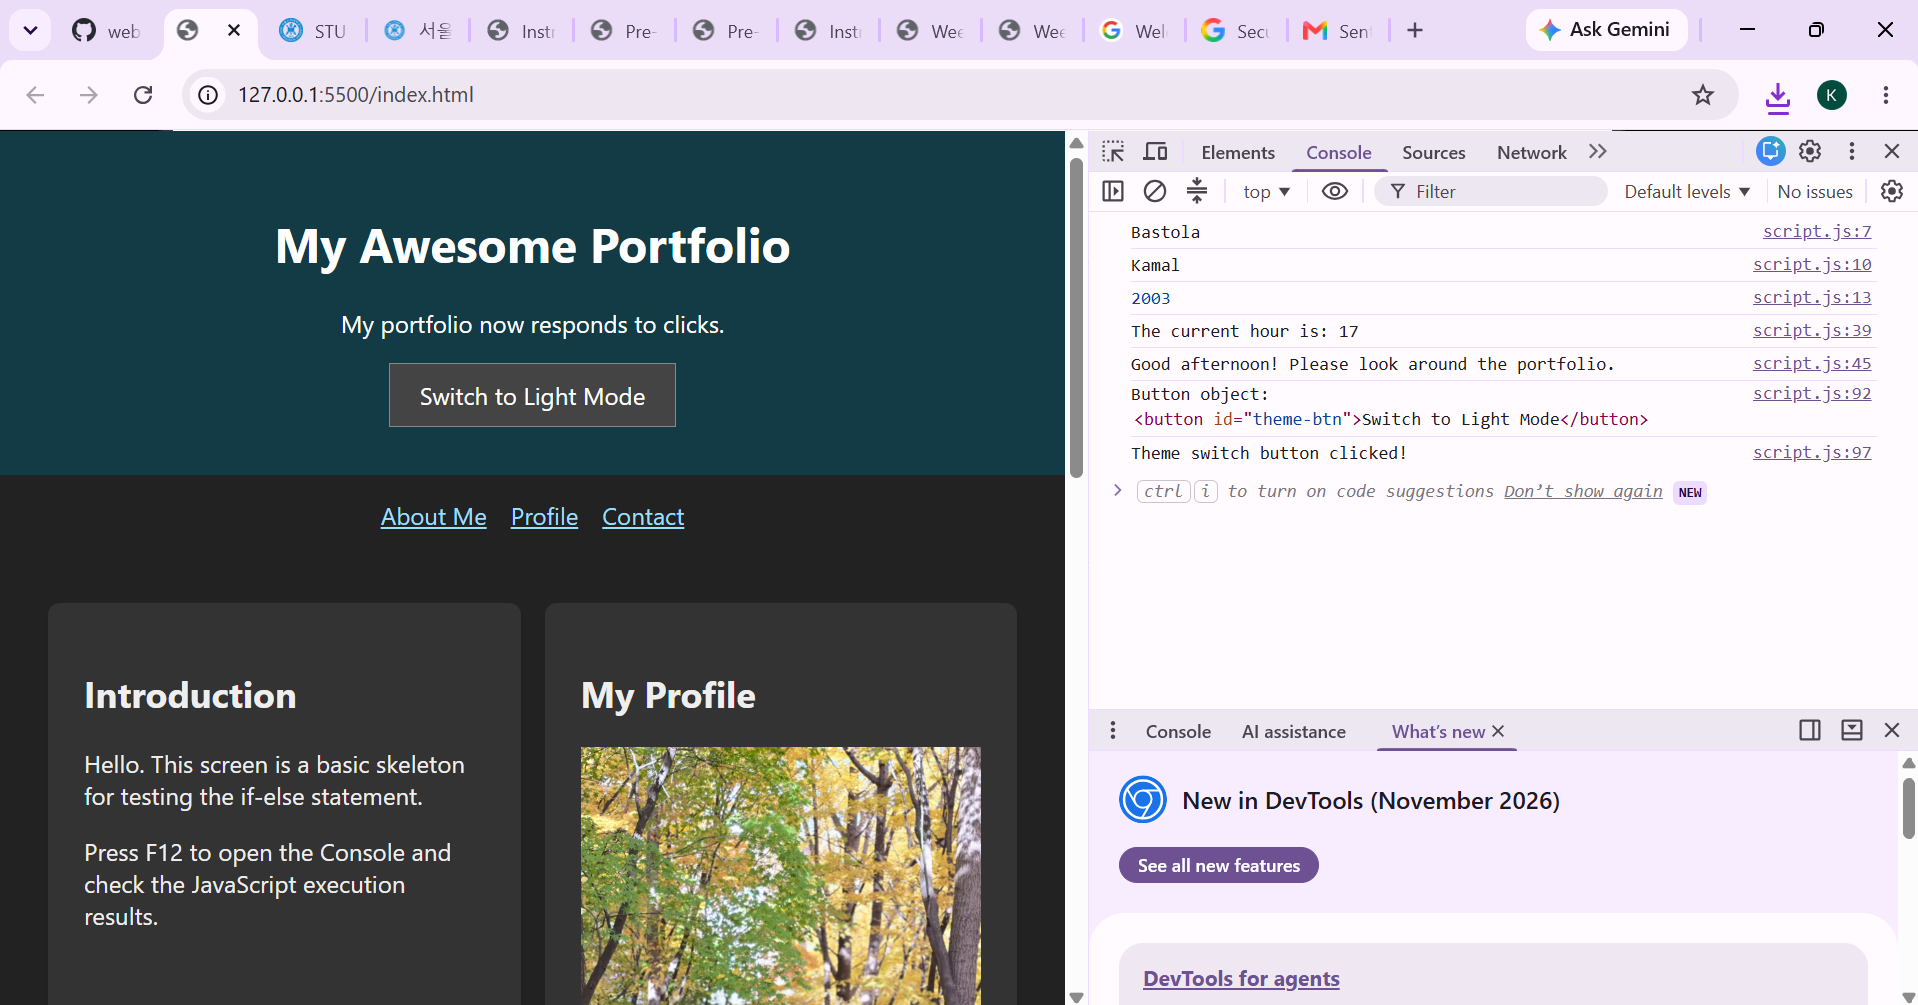 web
STU
서울
Instr
Pre-
Pre-
Instr
Wee
Wee
Wel
Secu
Sent
Ask Gemini
127.0.0.1:5500/index.html
K
My Awesome Portfolio
My portfolio now responds to clicks.
Switch to Light Mode
About Me Profile Contact
Introduction
Hello. This screen is a basic skeleton
for testing the if-else statement.
Press F12 to open the Console and
check the JavaScript execution
results.
My Profile
Elements Console Sources Network
top Filter Default levels No issues
Bastola script.js:7
Kamal script.js:10
2003 script.js:13
The current hour is: 17 script.js:39
Good afternoon! Please look around the portfolio. script.js:45
Button object: script.js:92
<button id="theme-btn">Switch to Light Mode</button>
Theme switch button clicked! script.js:97
ctrl i to turn on code suggestions Don't show again NEW
Console AI assistance What's new
New in DevTools (November 2026)
See all new features
DevTools for agents